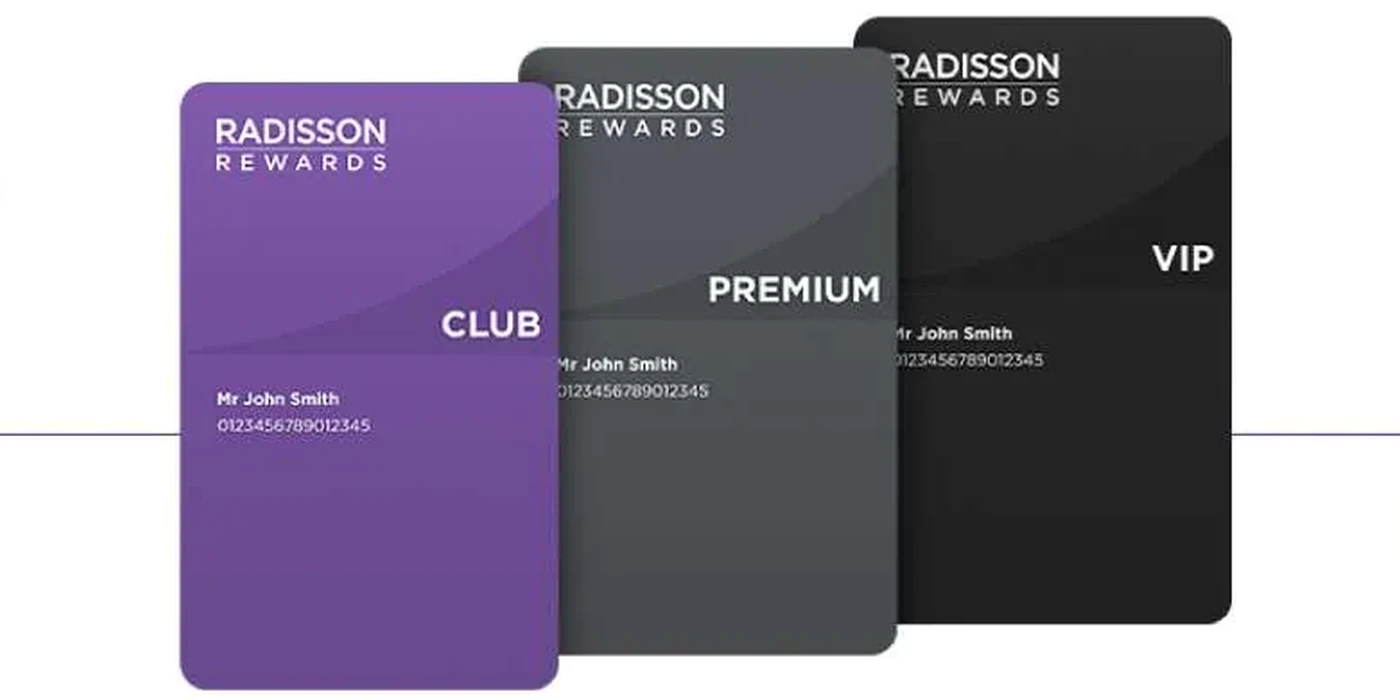 RADISSON
REWARDS
CLUB
Mr John Smith
0123456789012345
RADISSON
REWARDS
PREMIUM
Mr John Smith
0123456789012345
RADISSON
REWARDS
VIP
Mr John Smith
0123456789012345